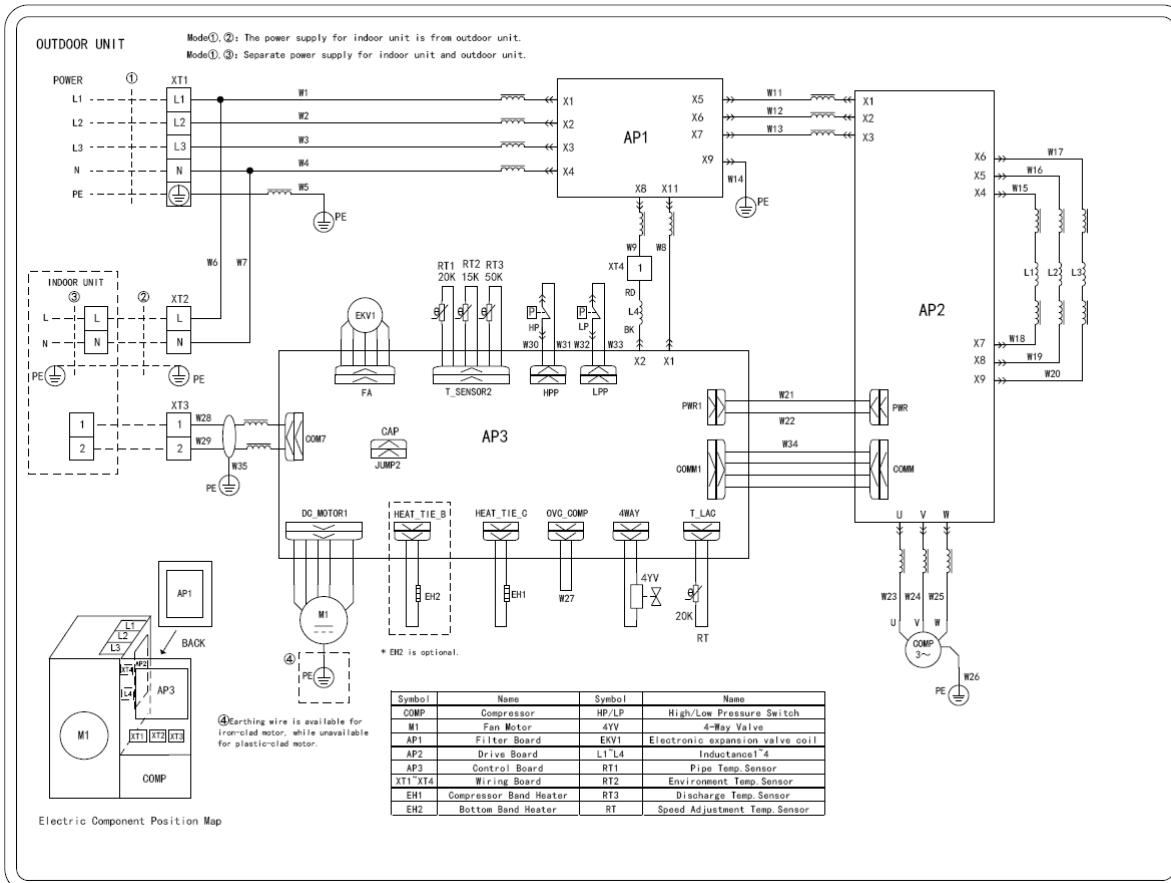 OUTDOOR UNIT
Mode①,②: The power supply for indoor unit is from outdoor unit.
Mode①,③: Separate power supply for indoor unit and outdoor unit.
POWER
①
XT1
L1
L1
W1
X1
L2
L2
W2
X2
L3
L3
W3
X3
N
N
W4
X4
PE
W5
PE
AP1
X5
W11
X1
X6
W12
X2
X7
W13
X3
X9
W14
PE
X8
X11
AP2
X6
W17
X5
W16
X4
W15
L1
L2
L3
X7
W18
X8
W19
X9
W20
W6
W7
W9
W8
XT4
1
RD
L4
BK
X2
X1
INDOOR UNIT
③
②
XT2
L
L
L
N
N
N
PE
PE
EKV1
FA
RT1
20K
RT2
15K
RT3
50K
θ
θ
θ
T_SENSOR2
P
HP
W30
W31
HPP
P
LP
W32
W33
LPP
XT3
1
1
W28
2
2
W29
W35
PE
COM7
CAP
JUMP2
AP3
PWR1
W21
W22
PWR
COMM1
W34
COMM
DC_MOTOR1
HEAT_TIE_B
HEAT_TIE_C
OVC_COMP
4WAY
T_LAC
M1
EH2
EH1
W27
4YV
θ
20K
RT
④
PE
* EH2 is optional.
U
V
W
W23
W24
W25
U
V
W
COMP
3～
W26
PE
AP1
BACK
L1
L2
L3
XT4
AP2
L4
AP3
M1
XT1
XT2
XT3
COMP
④Earthing wire is available for
iron-clad motor, while unavailable
for plastic-clad motor.
Electric Component Position Map
Symbol Name Symbol Name
COMP Compressor HP/LP High/Low Pressure Switch
M1 Fan Motor 4YV 4-Way Valve
AP1 Filter Board EKV1 Electronic expansion valve coil
AP2 Drive Board L1~L4 Inductance1~4
AP3 Control Board RT1 Pipe Temp.Sensor
XT1~XT4 Wiring Board RT2 Environment Temp.Sensor
EH1 Compressor Band Heater RT3 Discharge Temp.Sensor
EH2 Bottom Band Heater RT Speed Adjustment Temp.Sensor